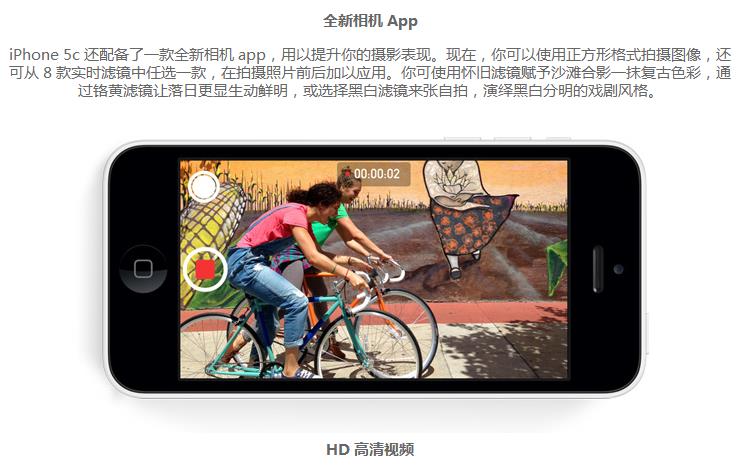 全新相机 App
iPhone 5c 还配备了一款全新相机 app，用以提升你的摄影表现。现在，你可以使用正方形格式拍摄图像，还
可从 8 款实时滤镜中任选一款，在拍摄照片前后加以应用。你可使用怀旧滤镜赋予沙滩合影一抹复古色彩，通
过铬黄滤镜让落日更显生动鲜明，或选择黑白滤镜来张自拍，演绎黑白分明的戏剧风格。
00:00:02
HD 高清视频